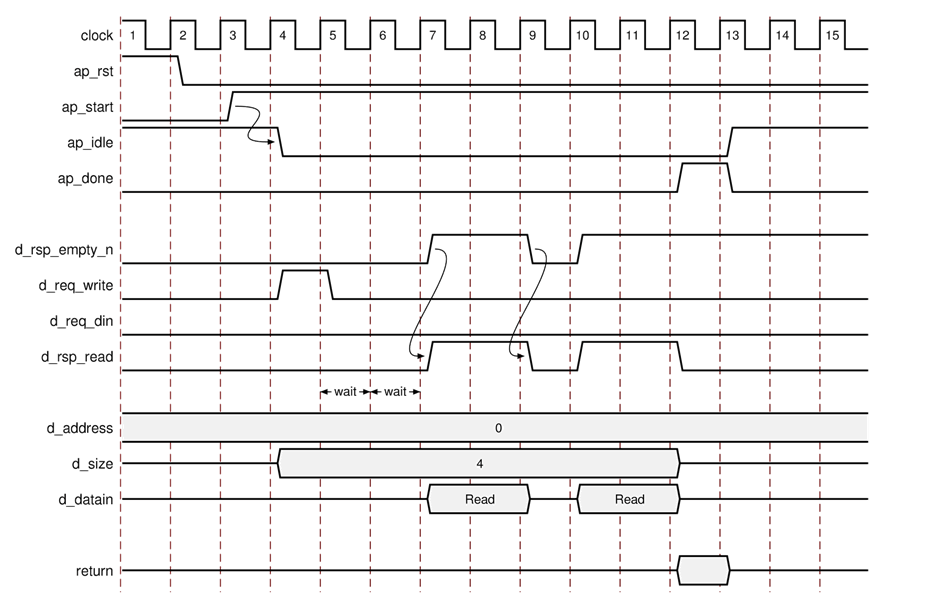 clock 1 2 3 4 5 6 7 8 9 10 11 12 13 14 15
ap_rst
ap_start
ap_idle
ap_done
d_rsp_empty_n
d_req_write
d_req_din
d_rsp_read
wait wait
d_address 0
d_size 4
d_datain Read Read
return